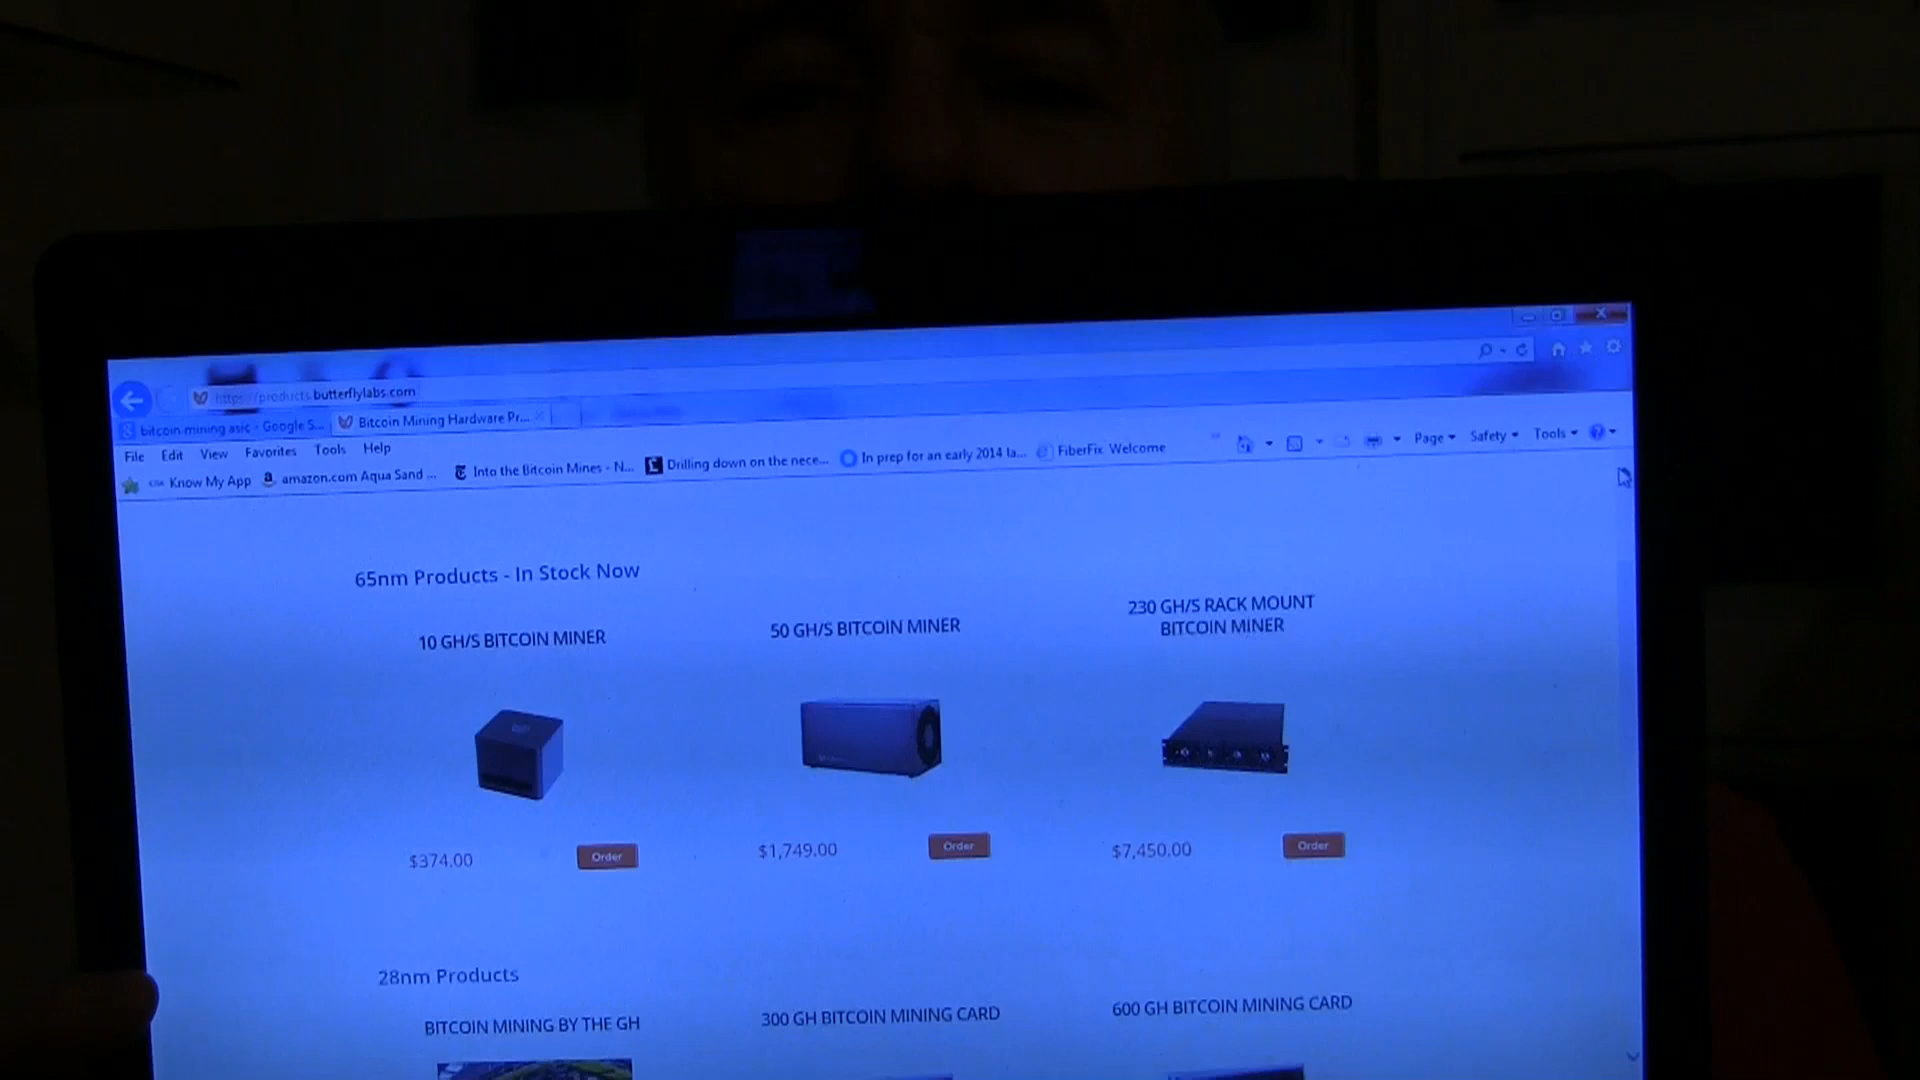 https://products.butterflylabs.com
bitcoin mining asic - Google S...
Bitcoin Mining Hardware Pr...
File Edit View Favorites Tools Help
Page Safety Tools
Know My App
amazon.com Aqua Sand ...
Into the Bitcoin Mines - N...
Drilling down on the nece...
In prep for an early 2014 la...
FiberFix Welcome
65nm Products - In Stock Now
10 GH/S BITCOIN MINER
50 GH/S BITCOIN MINER
230 GH/S RACK MOUNT
BITCOIN MINER
$374.00
Order
$1,749.00
Order
$7,450.00
Order
28nm Products
BITCOIN MINING BY THE GH
300 GH BITCOIN MINING CARD
600 GH BITCOIN MINING CARD